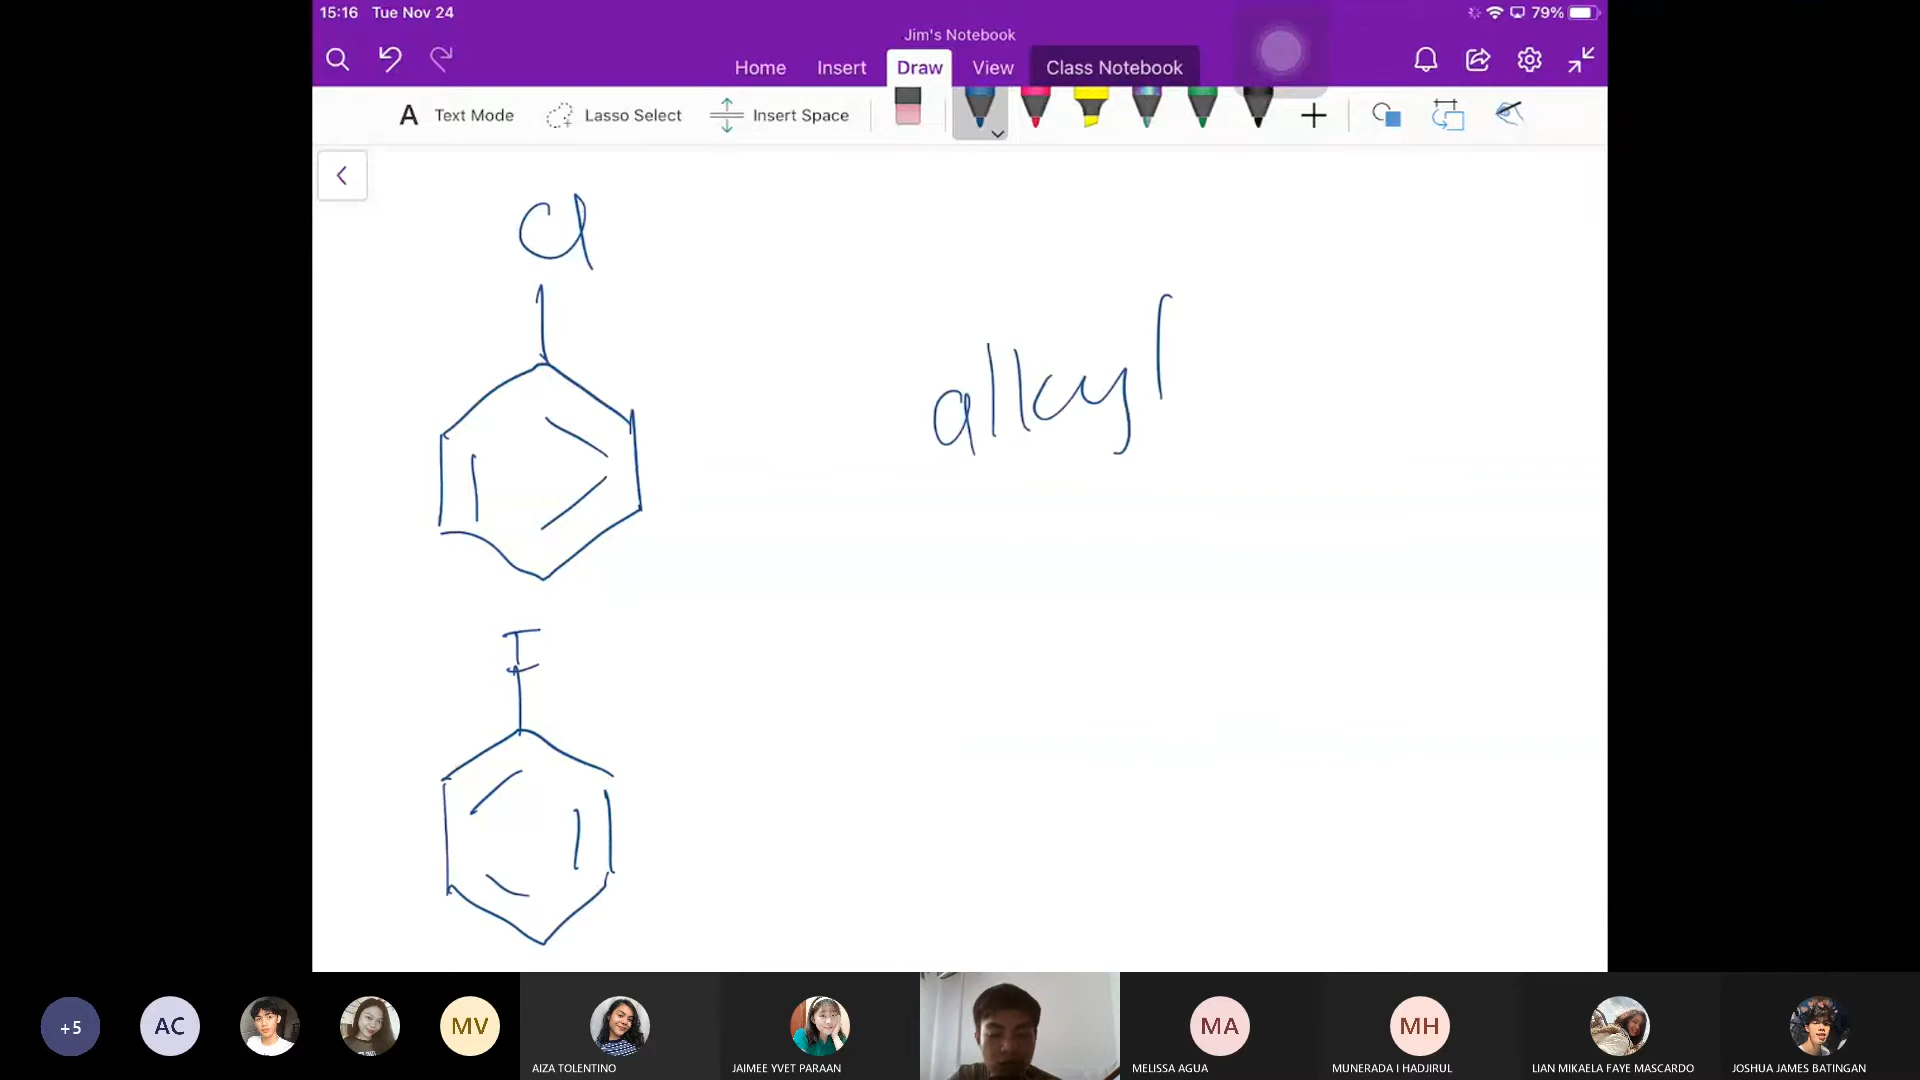 15:16 Tue Nov 24 79%
Jim's Notebook
Home Insert Draw View Class Notebook
A Text Mode Lasso Select Insert Space
Cl
alkyl
F
+5 AC MV MA MH
AIZA TOLENTINO JAIMEE YVET PARAAN MELISSA AGUA MUNERADA I HADJIRUL LIAN MIKAELA FAYE MASCARDO JOSHUA JAMES BATINGAN